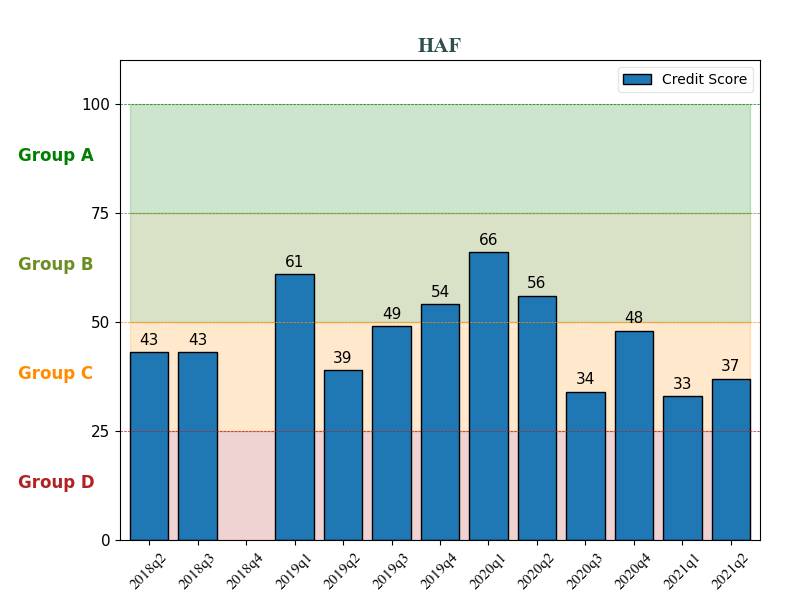 HAF
Credit Score
100
Group A
75
Group B
50
Group C
25
Group D
0
43
43
61
39
49
54
66
56
34
48
33
37
2018q2
2018q3
2018q4
2019q1
2019q2
2019q3
2019q4
2020q1
2020q2
2020q3
2020q4
2021q1
2021q2